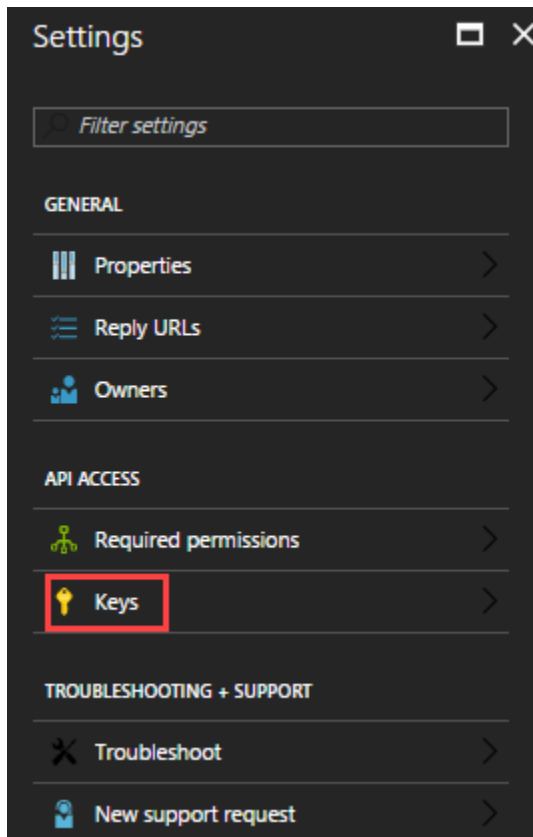 Settings
Filter settings
GENERAL
Properties
Reply URLs
Owners
API ACCESS
Required permissions
Keys
TROUBLESHOOTING + SUPPORT
Troubleshoot
New support request